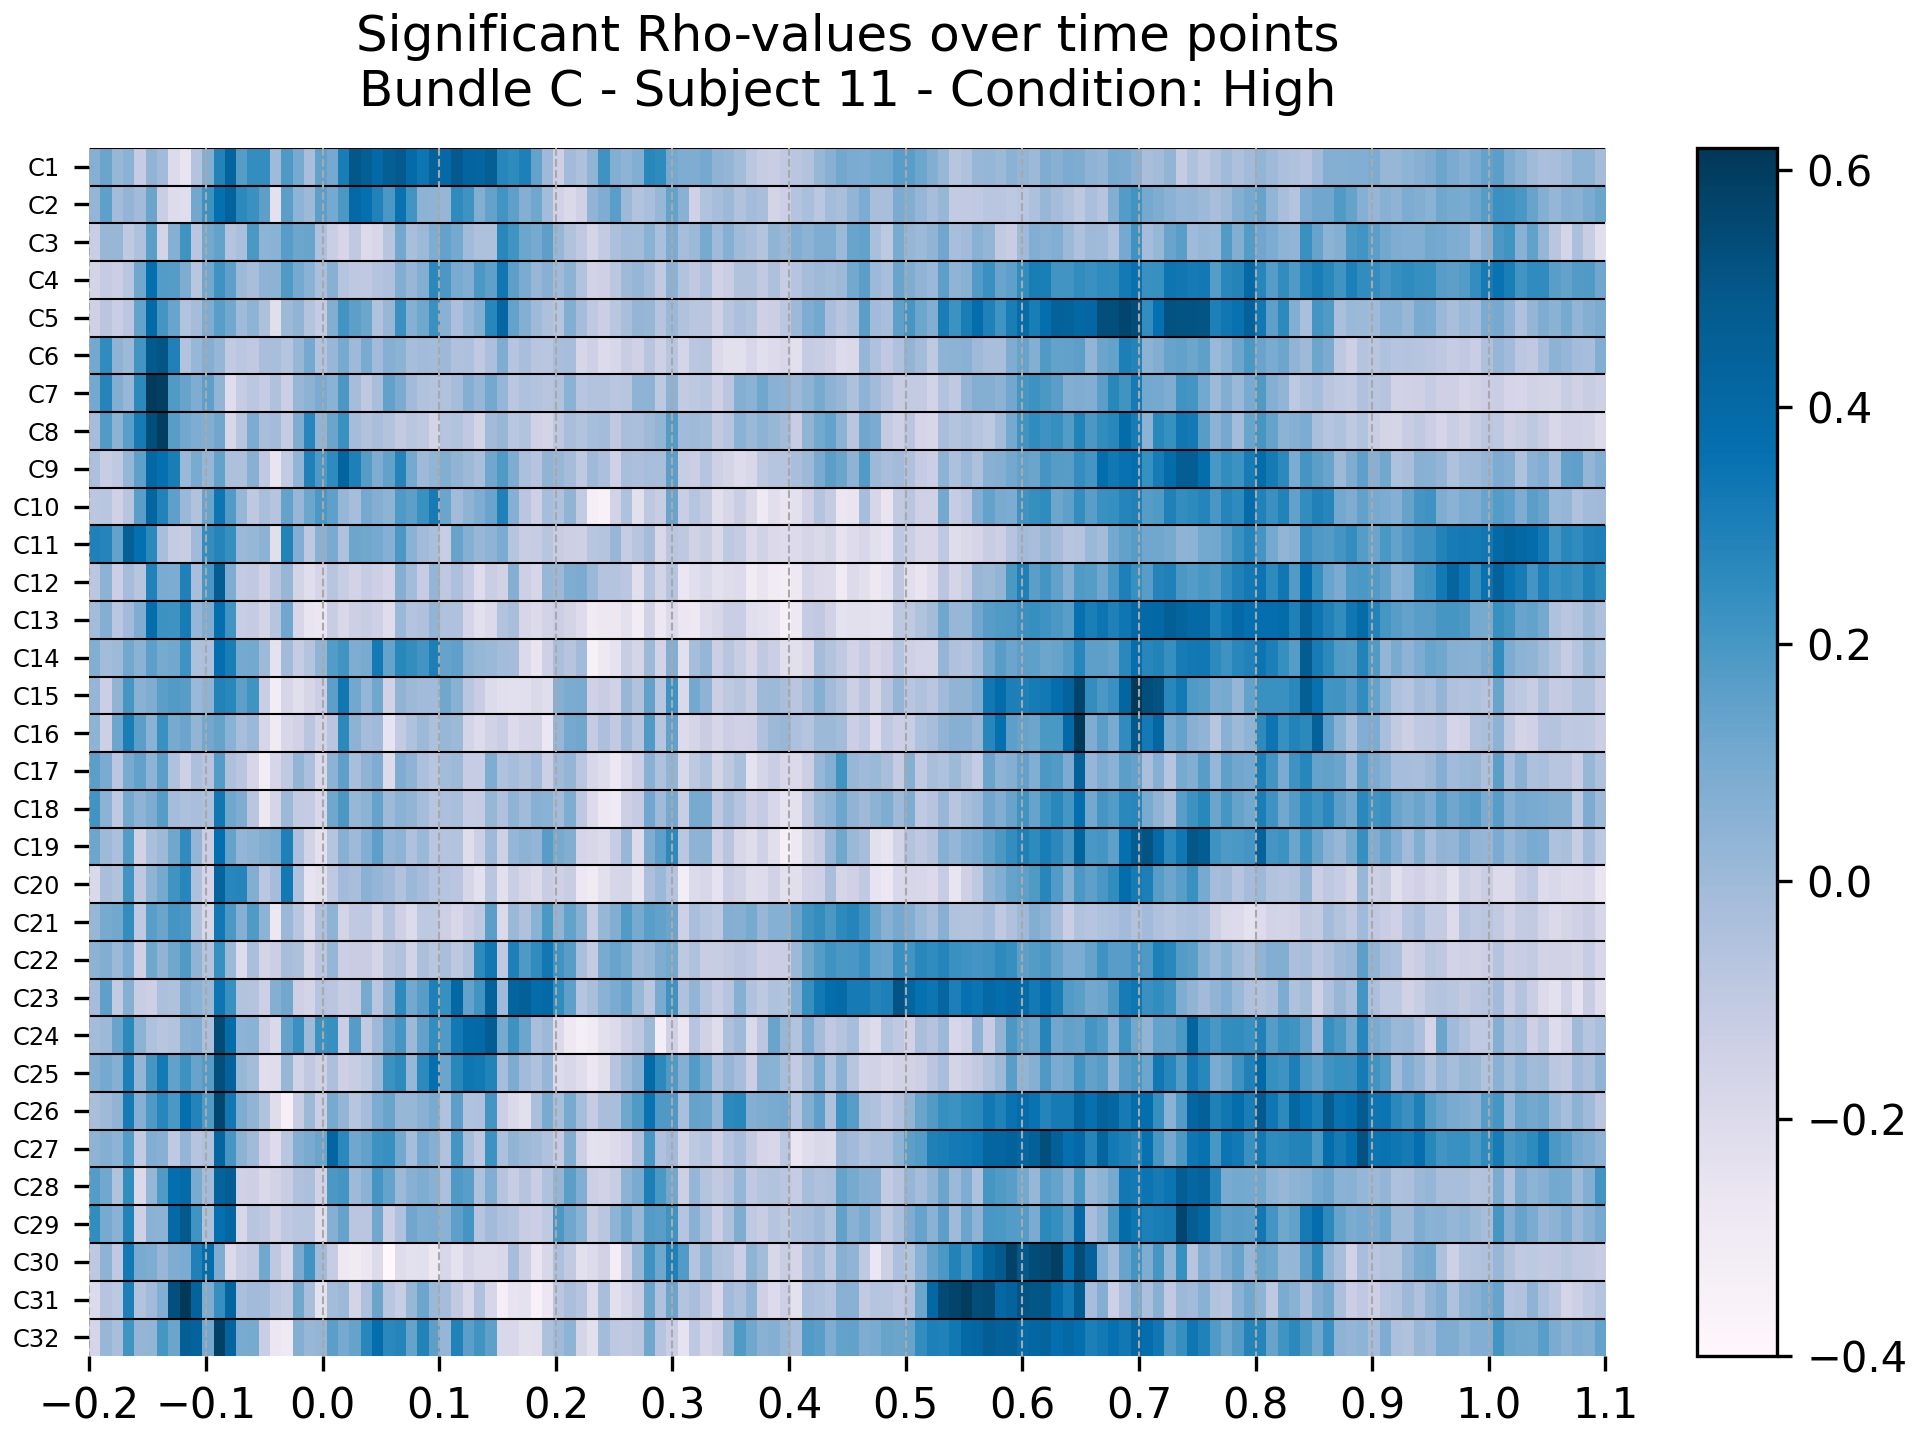 Significant Rho-values over time points
Bundle C - Subject 11 - Condition: High
C1
C2
C3
C4
C5
C6
C7
C8
C9
C10
C11
C12
C13
C14
C15
C16
C17
C18
C19
C20
C21
C22
C23
C24
C25
C26
C27
C28
C29
C30
C31
C32
−0.2 −0.1 0.0 0.1 0.2 0.3 0.4 0.5 0.6 0.7 0.8 0.9 1.0 1.1
0.6
0.4
0.2
0.0
−0.2
−0.4